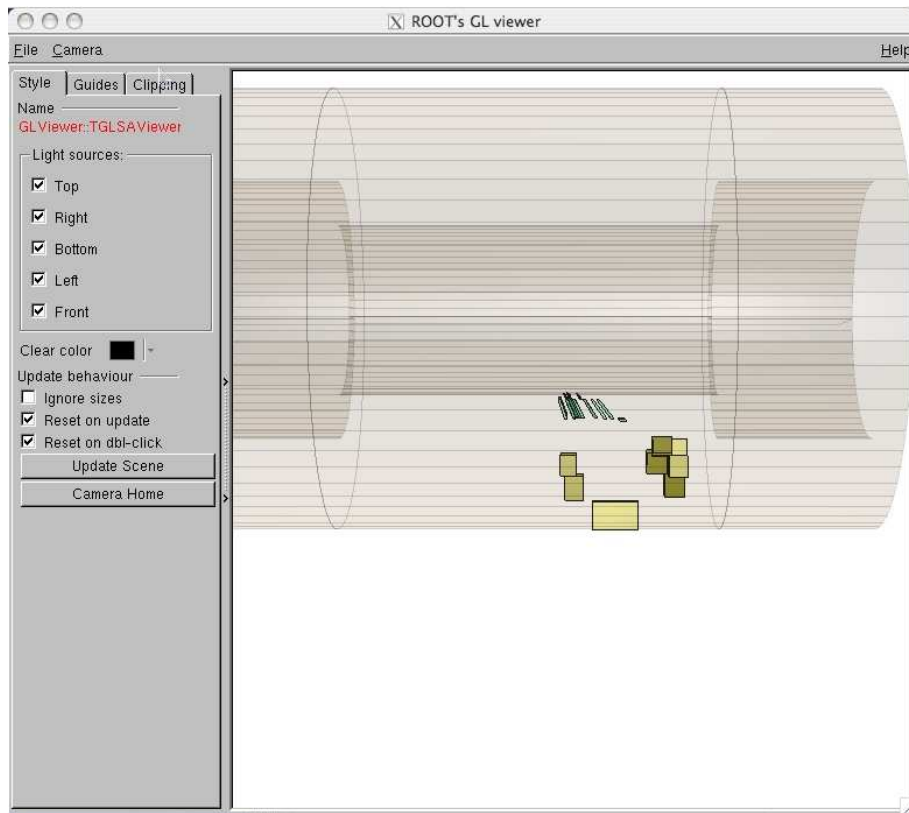 X ROOT's GL viewer
File Camera Help
Style Guides Clipping
Name
GLViewer::TGLSAViewer
Light sources:
Top
Right
Bottom
Left
Front
Clear color
Update behaviour
Ignore sizes
Reset on update
Reset on dbl-click
Update Scene
Camera Home